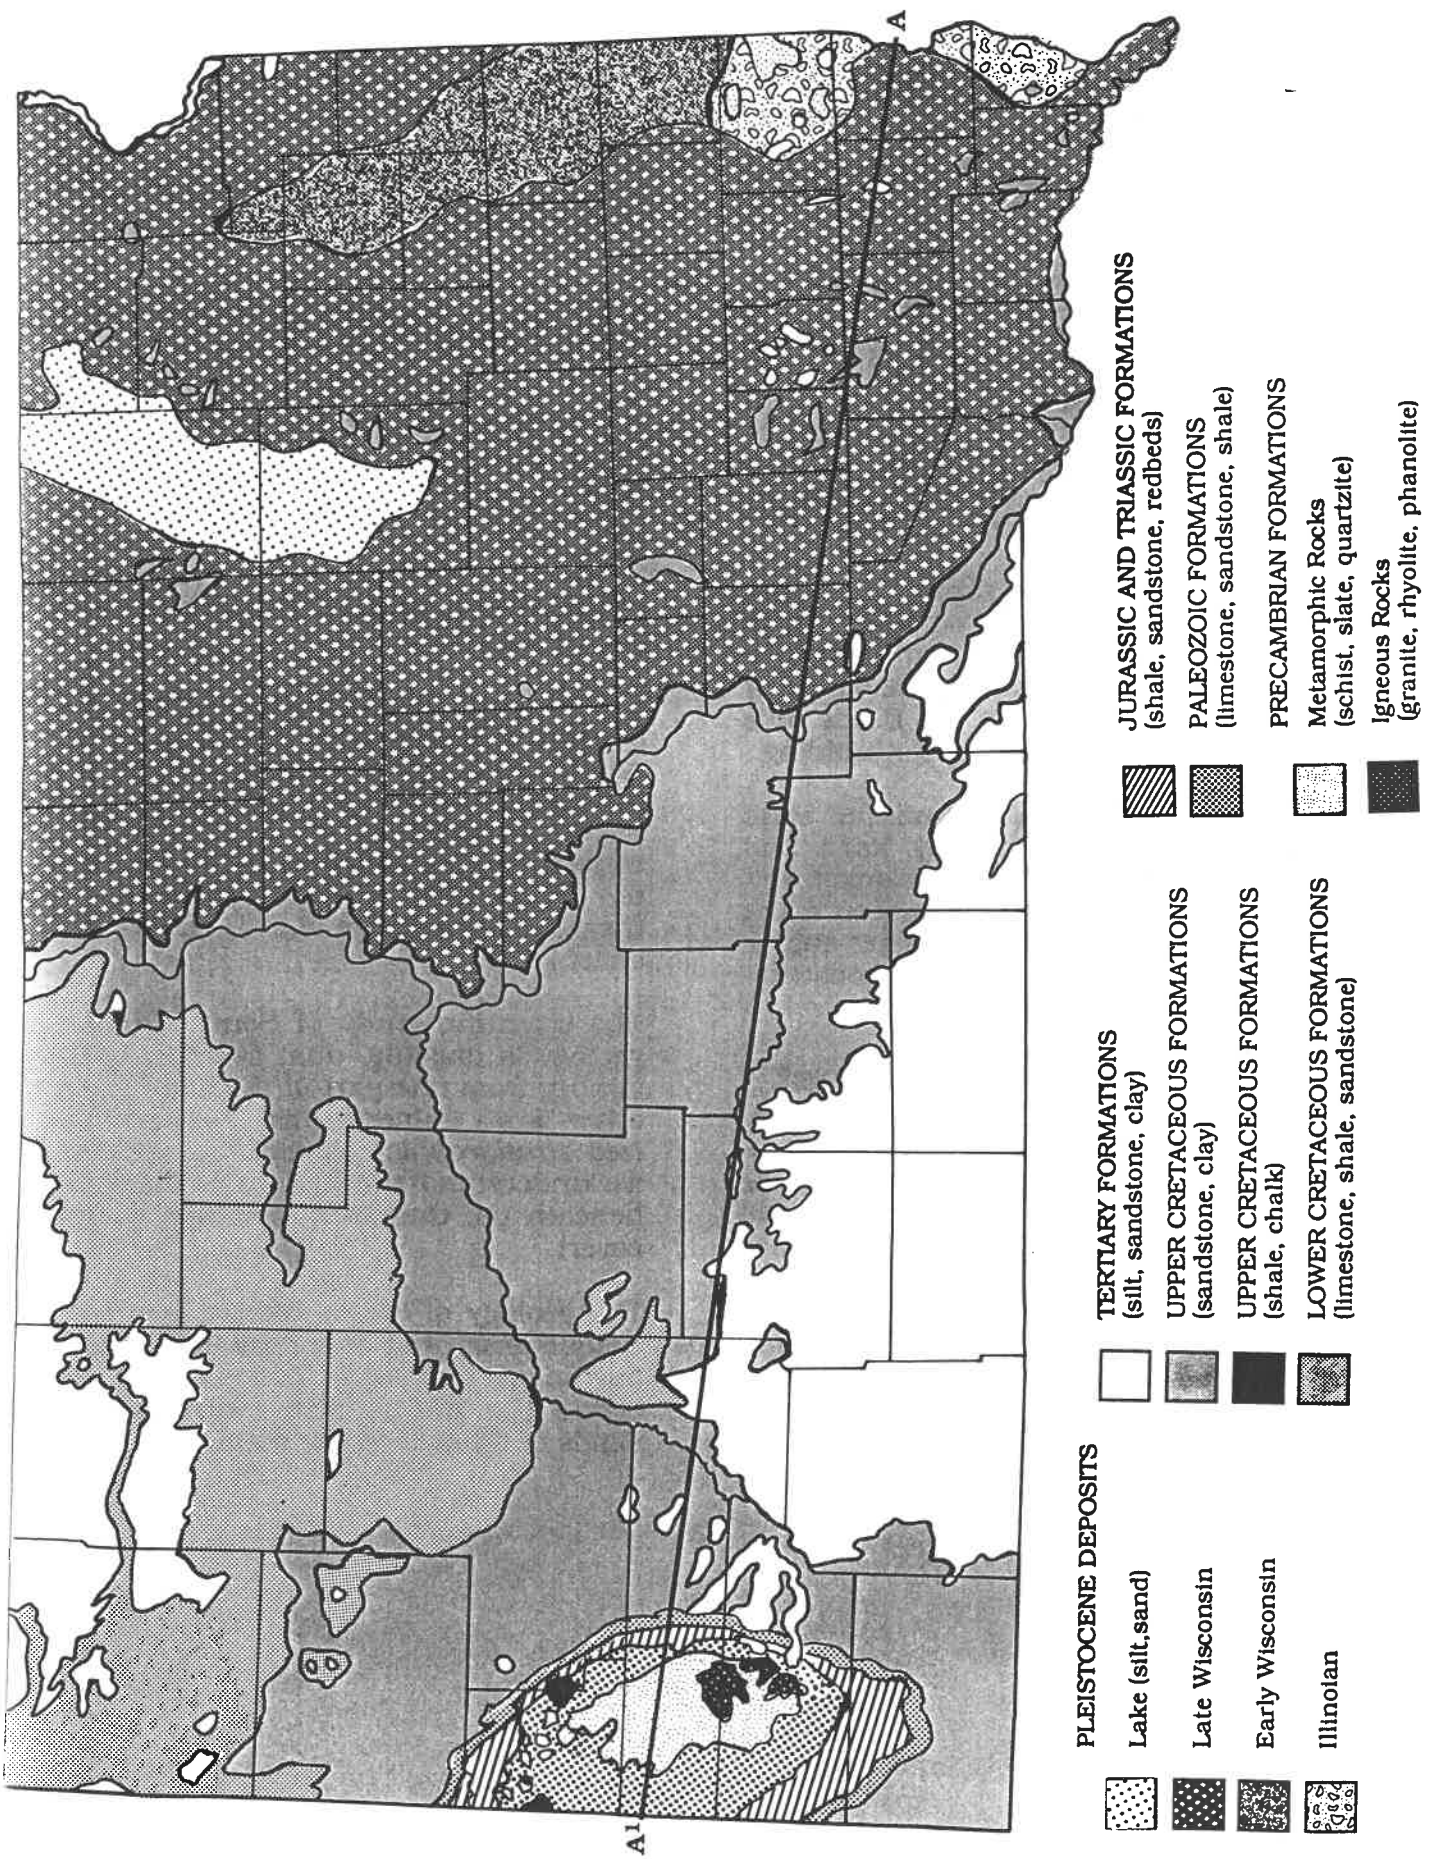 A
A¹
PLEISTOCENE DEPOSITS
Lake (silt,sand)
Late Wisconsin
Early Wisconsin
Illinoian
TERTIARY FORMATIONS
(silt, sandstone, clay)
UPPER CRETACEOUS FORMATIONS
(sandstone, clay)
UPPER CRETACEOUS FORMATIONS
(shale, chalk)
LOWER CRETACEOUS FORMATIONS
(limestone, shale, sandstone)
JURASSIC AND TRIASSIC FORMATIONS
(shale, sandstone, redbeds)
PALEOZOIC FORMATIONS
(limestone, sandstone, shale)
PRECAMBRIAN FORMATIONS
Metamorphic Rocks
(schist, slate, quartzite)
Igneous Rocks
(granite, rhyolite, phanolite)